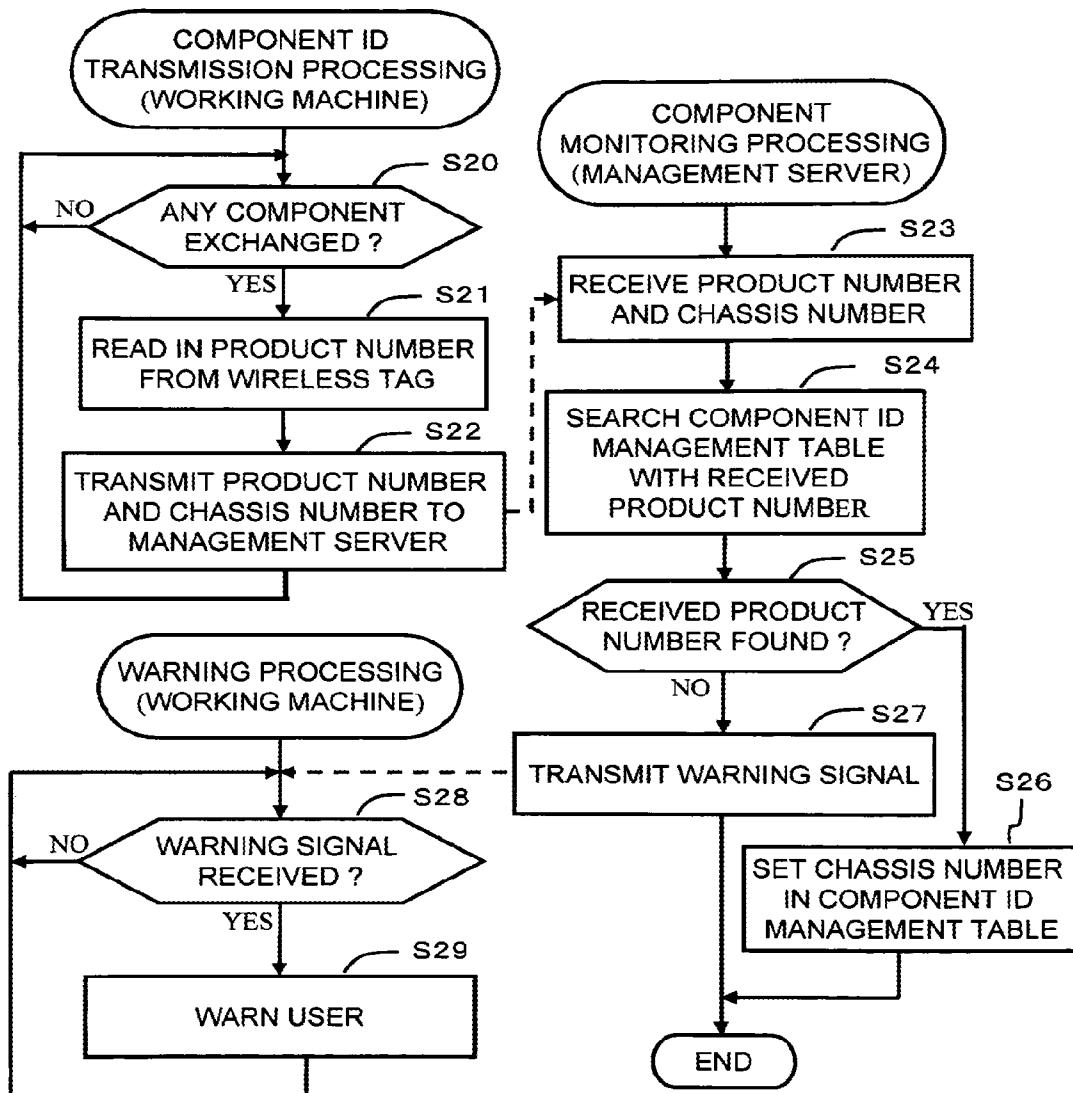 COMPONENT ID
TRANSMISSION PROCESSING
(WORKING MACHINE)
S20
ANY COMPONENT
EXCHANGED ?
NO
YES
S21
READ IN PRODUCT NUMBER
FROM WIRELESS TAG
S22
TRANSMIT PRODUCT NUMBER
AND CHASSIS NUMBER TO
MANAGEMENT SERVER
COMPONENT
MONITORING PROCESSING
(MANAGEMENT SERVER)
S23
RECEIVE PRODUCT NUMBER
AND CHASSIS NUMBER
S24
SEARCH COMPONENT ID
MANAGEMENT TABLE
WITH RECEIVED
PRODUCT NUMBER
S25
RECEIVED PRODUCT
NUMBER FOUND ?
YES
NO
S27
TRANSMIT WARNING SIGNAL
S26
SET CHASSIS NUMBER
IN COMPONENT ID
MANAGEMENT TABLE
END
WARNING PROCESSING
(WORKING MACHINE)
S28
WARNING SIGNAL
RECEIVED ?
NO
YES
S29
WARN USER